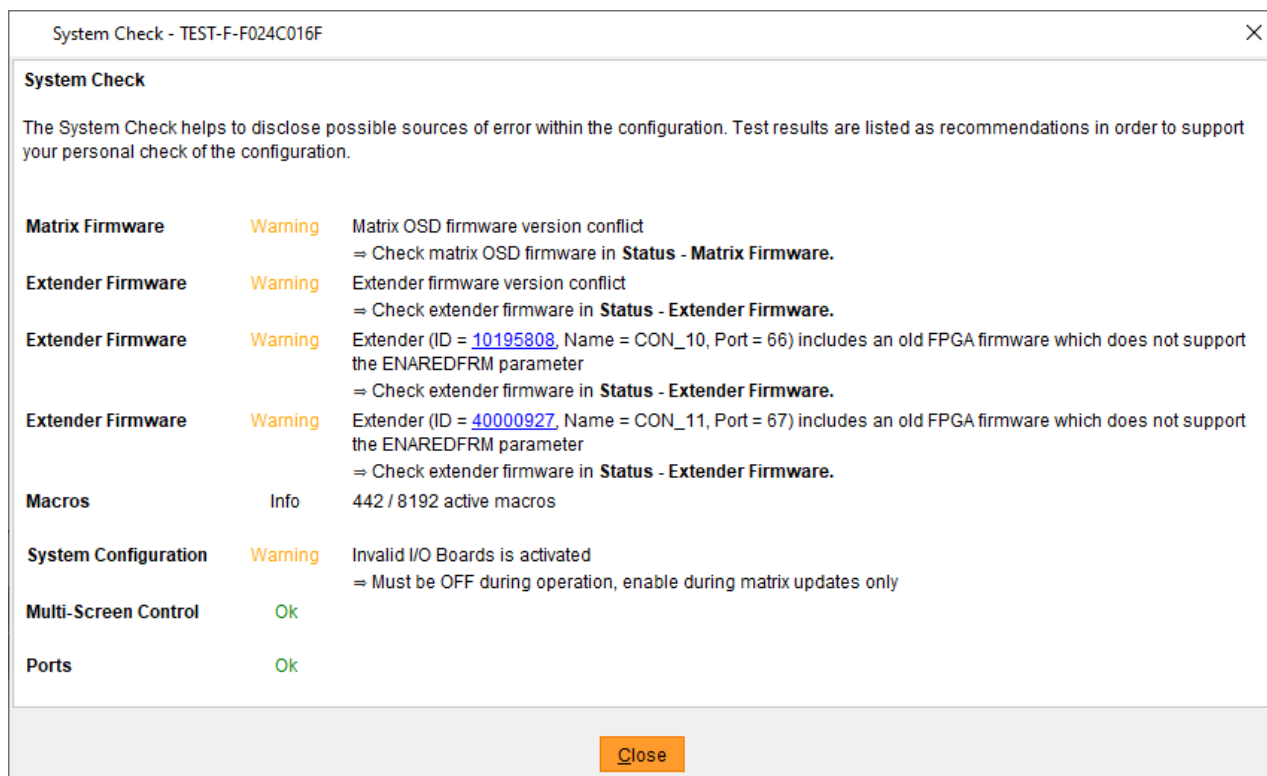 System Check - TEST-F-F024C016F
System Check
The System Check helps to disclose possible sources of error within the configuration. Test results are listed as recommendations in order to support
your personal check of the configuration.
Matrix Firmware Warning Matrix OSD firmware version conflict
⇒ Check matrix OSD firmware in Status - Matrix Firmware.
Extender Firmware Warning Extender firmware version conflict
⇒ Check extender firmware in Status - Extender Firmware.
Extender Firmware Warning Extender (ID = 10195808, Name = CON_10, Port = 66) includes an old FPGA firmware which does not support
the ENAREDFRM parameter
⇒ Check extender firmware in Status - Extender Firmware.
Extender Firmware Warning Extender (ID = 40000927, Name = CON_11, Port = 67) includes an old FPGA firmware which does not support
the ENAREDFRM parameter
⇒ Check extender firmware in Status - Extender Firmware.
Macros Info 442 / 8192 active macros
System Configuration Warning Invalid I/O Boards is activated
⇒ Must be OFF during operation, enable during matrix updates only
Multi-Screen Control Ok
Ports Ok
Close